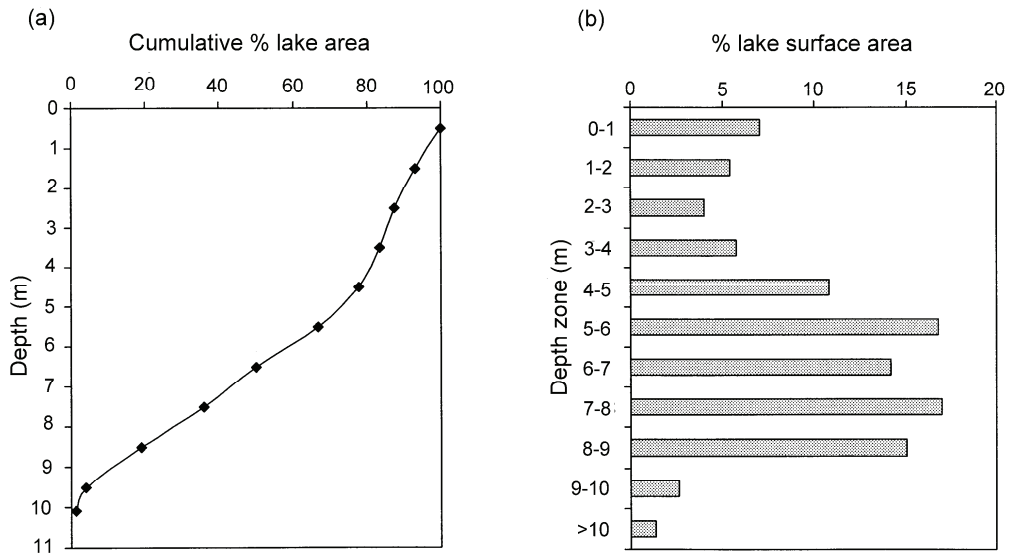 (a)
Cumulative % lake area
0 20 40 60 80 100
0
1
2
3
4
5
6
7
8
9
10
11
Depth (m)
(b)
% lake surface area
0 5 10 15 20
0-1
1-2
2-3
3-4
4-5
5-6
6-7
7-8
8-9
9-10
>10
Depth zone (m)